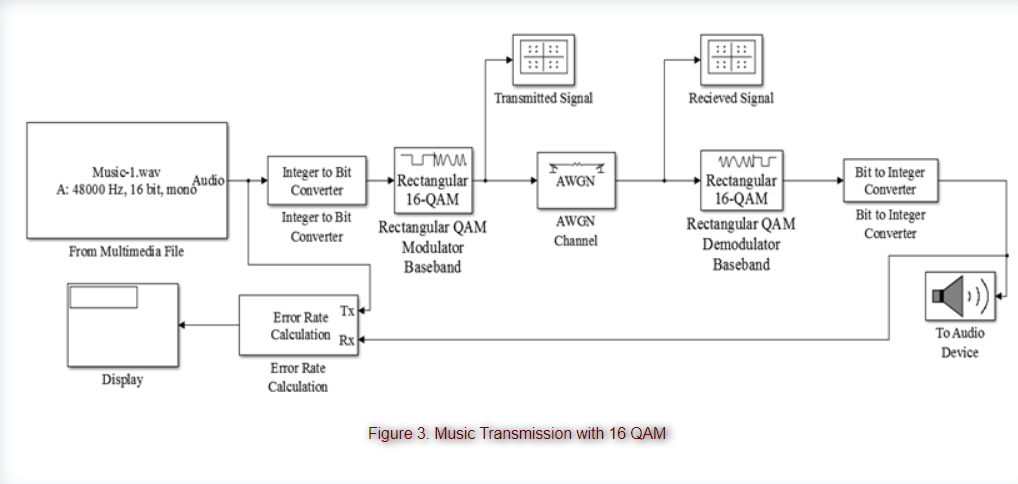 Transmitted Signal
Recieved Signal
Music-1.wav
A: 48000 Hz, 16 bit, mono
Audio
From Multimedia File
Integer to Bit
Converter
Integer to Bit
Converter
Rectangular
16-QAM
Rectangular QAM
Modulator
Baseband
AWGN
AWGN
Channel
Rectangular
16-QAM
Rectangular QAM
Demodulator
Baseband
Bit to Integer
Converter
Bit to Integer
Converter
To Audio
Device
Error Rate
Calculation
Tx
Rx
Error Rate
Calculation
Display
Figure 3. Music Transmission with 16 QAM